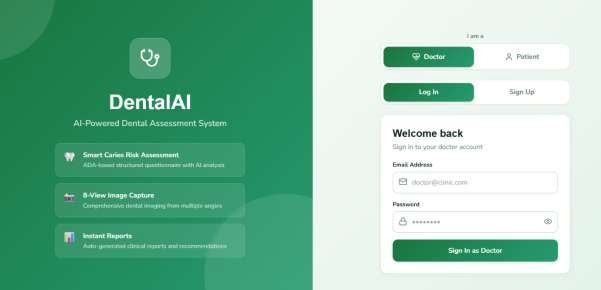 DentalAI
AI-Powered Dental Assessment System
Smart Caries Risk Assessment
ADA-based structured questionnaire with AI analysis
8-View Image Capture
Comprehensive dental imaging from multiple angles
Instant Reports
Auto-generated clinical reports and recommendations
I am a
Doctor
Patient
Log In
Sign Up
Welcome back
Sign in to your doctor account
Email Address
doctor@clinic.com
Password
••••••••
Sign In as Doctor